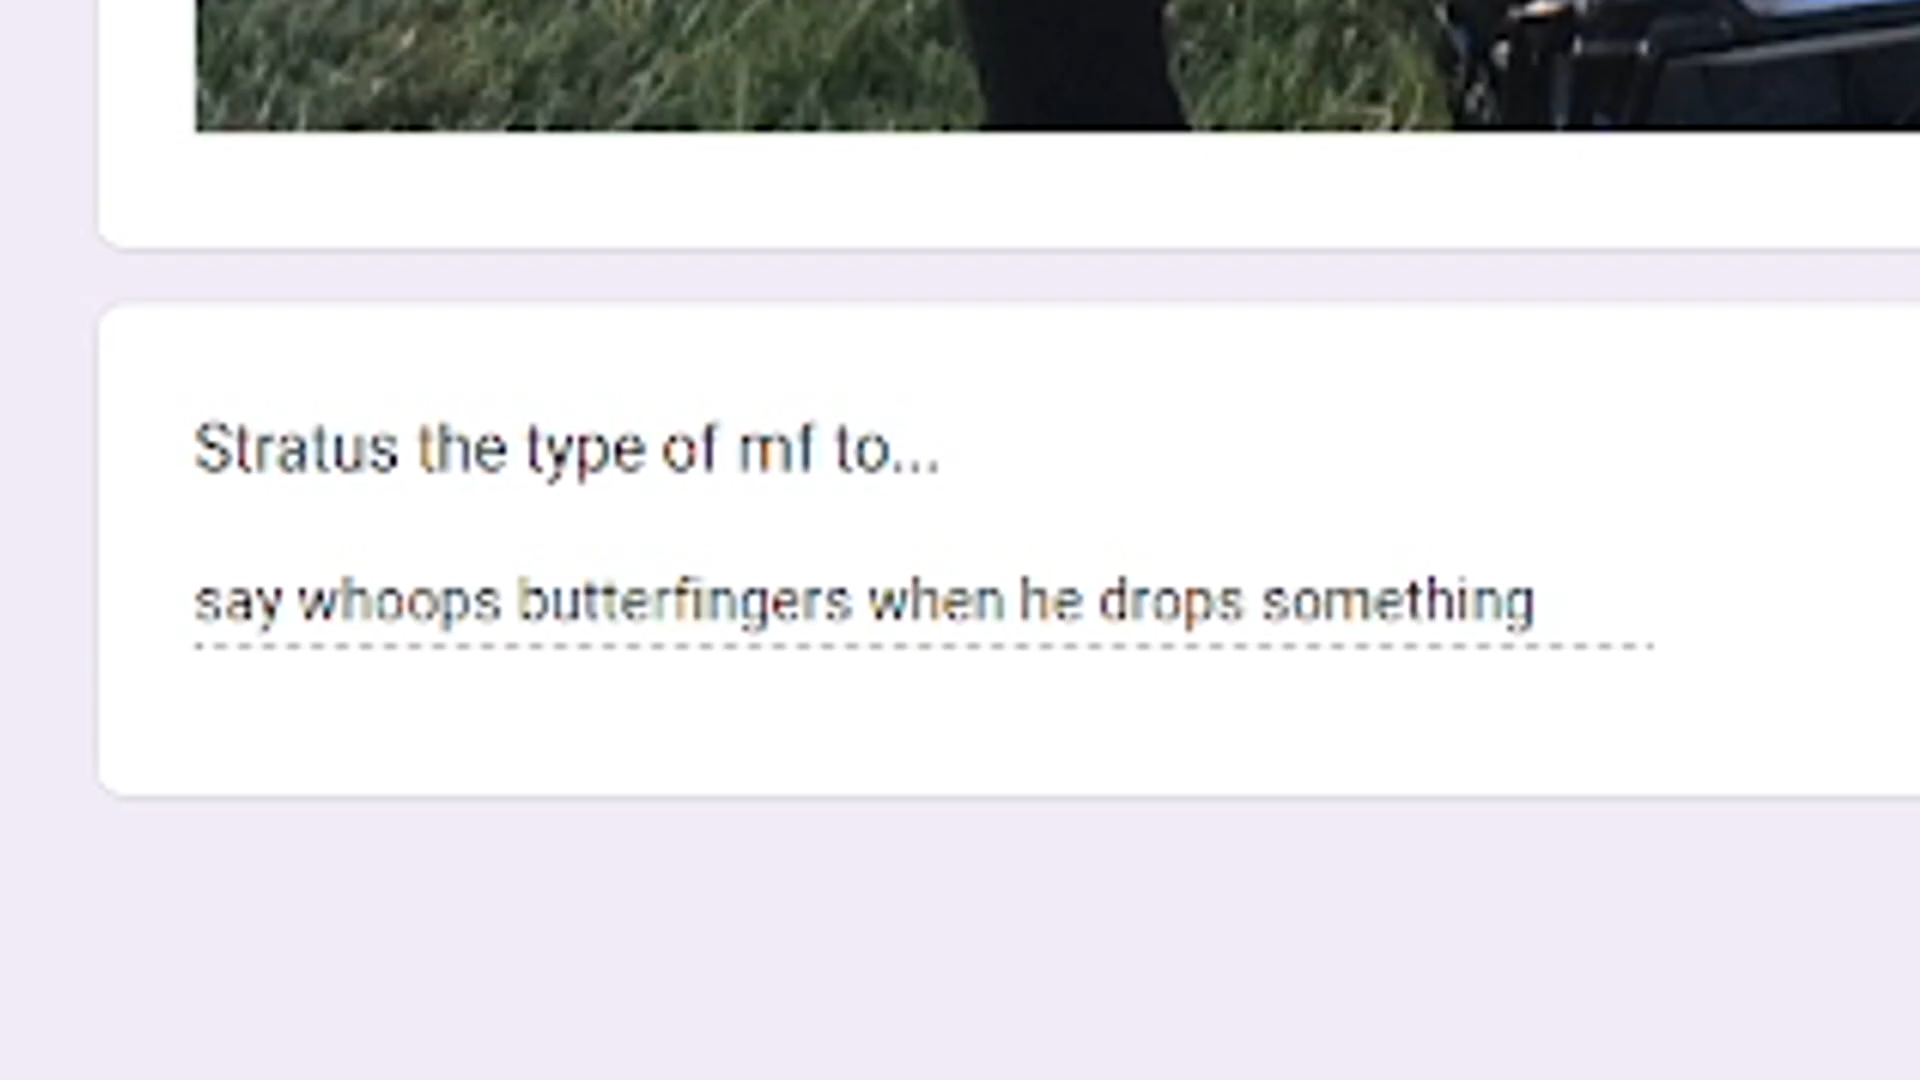 Stratus the type of mf to...
say whoops butterfingers when he drops something